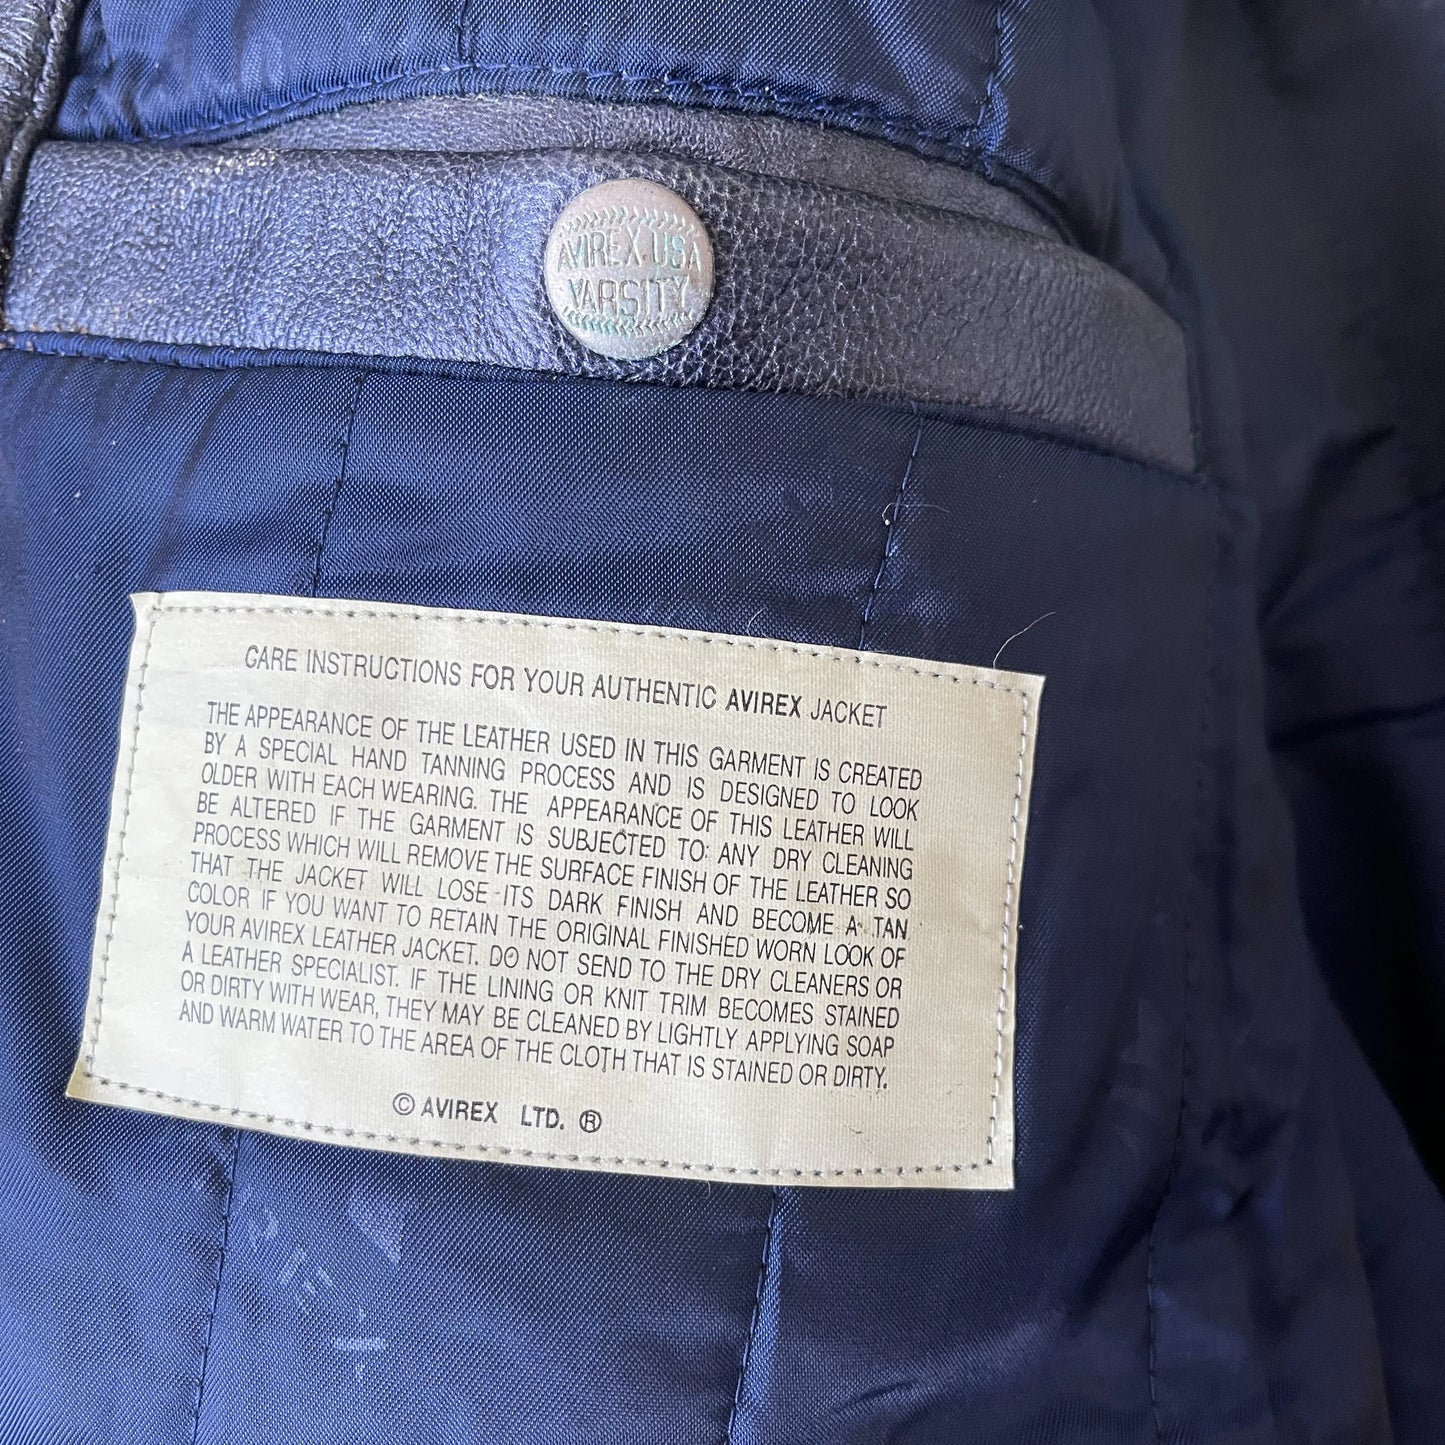 AVIREX·USA
VARSITY
CARE INSTRUCTIONS FOR YOUR AUTHENTIC AVIREX JACKET
THE APPEARANCE OF THE LEATHER USED IN THIS GARMENT IS CREATED
BY A SPECIAL HAND TANNING PROCESS AND IS DESIGNED TO LOOK
OLDER WITH EACH WEARING. THE APPEARANCE OF THIS LEATHER WILL
BE ALTERED IF THE GARMENT IS SUBJECTED TO ANY DRY CLEANING
PROCESS WHICH WILL REMOVE THE SURFACE FINISH OF THE LEATHER SO
THAT THE JACKET WILL LOSE ITS DARK FINISH AND BECOME A TAN
COLOR IF YOU WANT TO RETAIN THE ORIGINAL FINISHED WORN LOOK OF
YOUR AVIREX LEATHER JACKET. DO NOT SEND TO THE DRY CLEANERS OR
A LEATHER SPECIALIST. IF THE LINING OR KNIT TRIM BECOMES STAINED
OR DIRTY WITH WEAR, THEY MAY BE CLEANED BY LIGHTLY APPLYING SOAP
AND WARM WATER TO THE AREA OF THE CLOTH THAT IS STAINED OR DIRTY.
© AVIREX LTD. ®